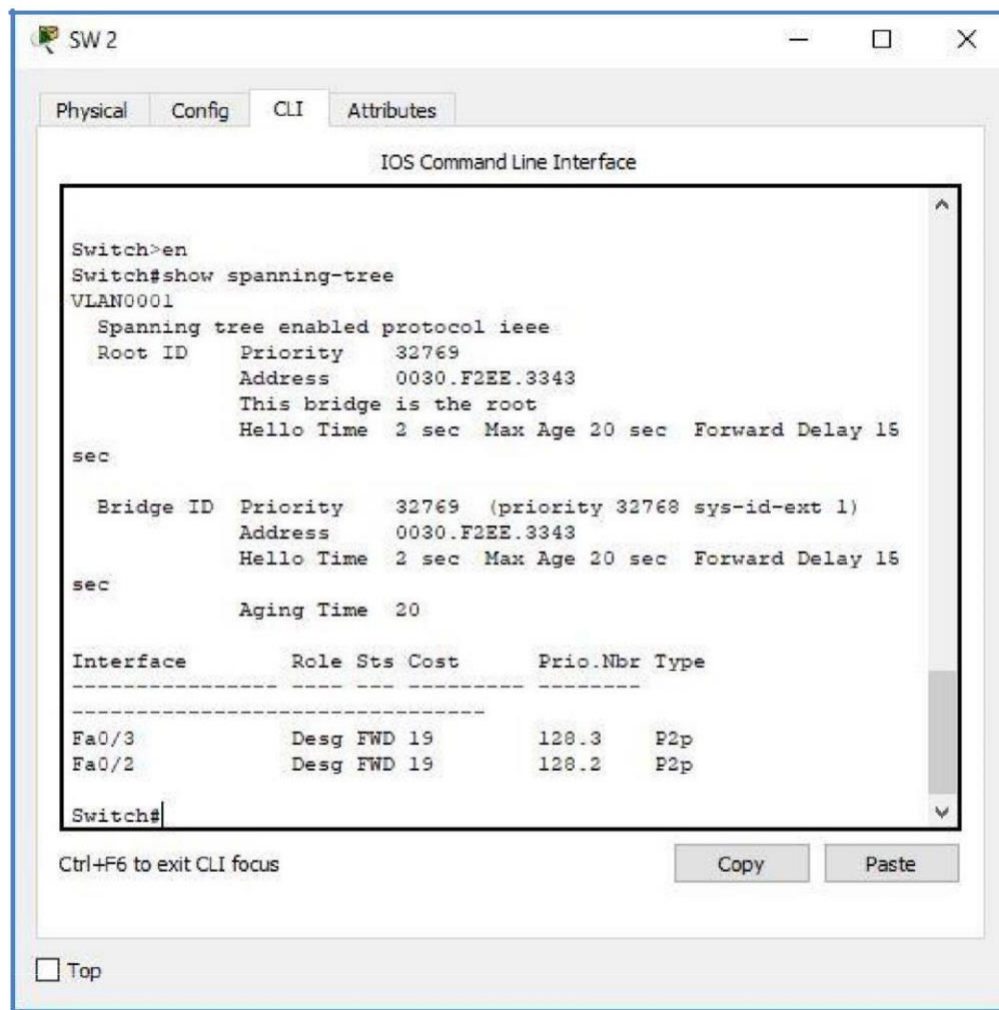 SW 2
Physical Config CLI Attributes
IOS Command Line Interface
Switch>en
Switch#show spanning-tree
VLAN0001
Spanning tree enabled protocol ieee
Root ID Priority 32769
Address 0030.F2EE.3343
This bridge is the root
Hello Time 2 sec Max Age 20 sec Forward Delay 15
sec
Bridge ID Priority 32769 (priority 32768 sys-id-ext 1)
Address 0030.F2EE.3343
Hello Time 2 sec Max Age 20 sec Forward Delay 15
sec
Aging Time 20
Interface Role Sts Cost Prio.Nbr Type
---------------- ---- --- --------- --------
--------------------------------
Fa0/3 Desg FWD 19 128.3 P2p
Fa0/2 Desg FWD 19 128.2 P2p
Switch#
Ctrl+F6 to exit CLI focus Copy Paste
Top